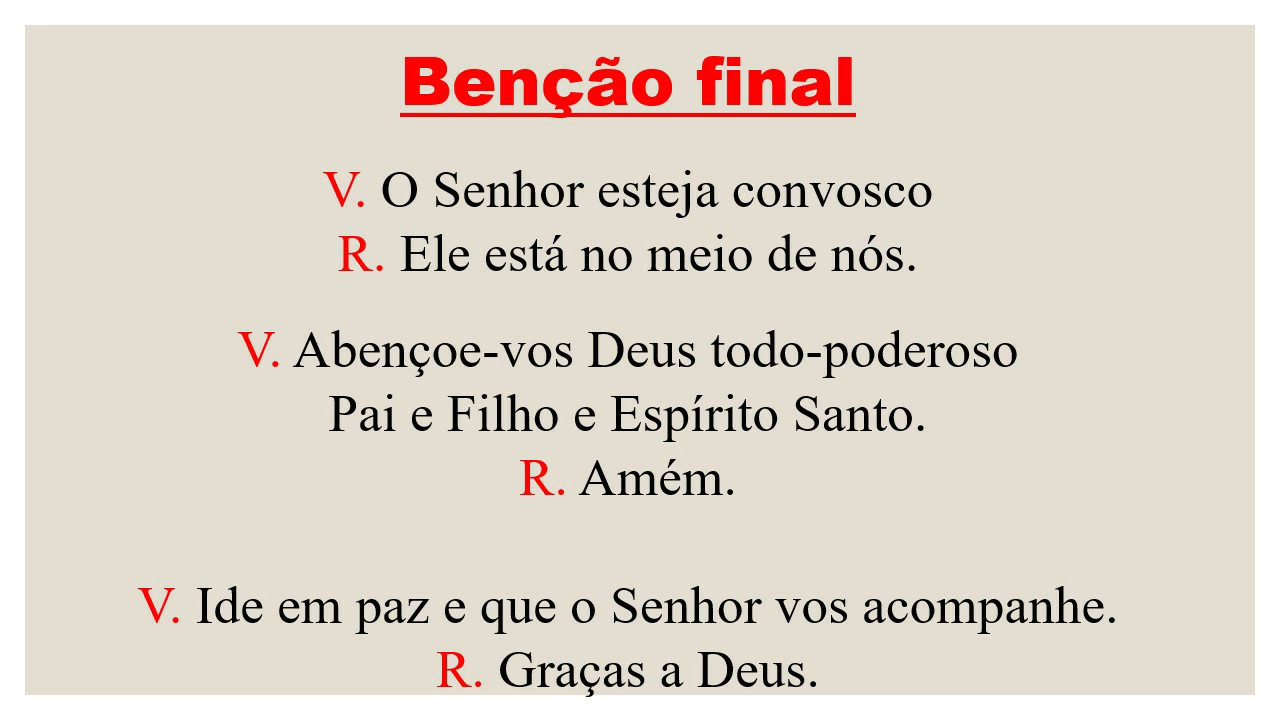 Benção final
V. O Senhor esteja convosco
R. Ele está no meio de nós.
V. Abençoe-vos Deus todo-poderoso
Pai e Filho e Espírito Santo.
R. Amém.
V. Ide em paz e que o Senhor vos acompanhe.
R. Graças a Deus.